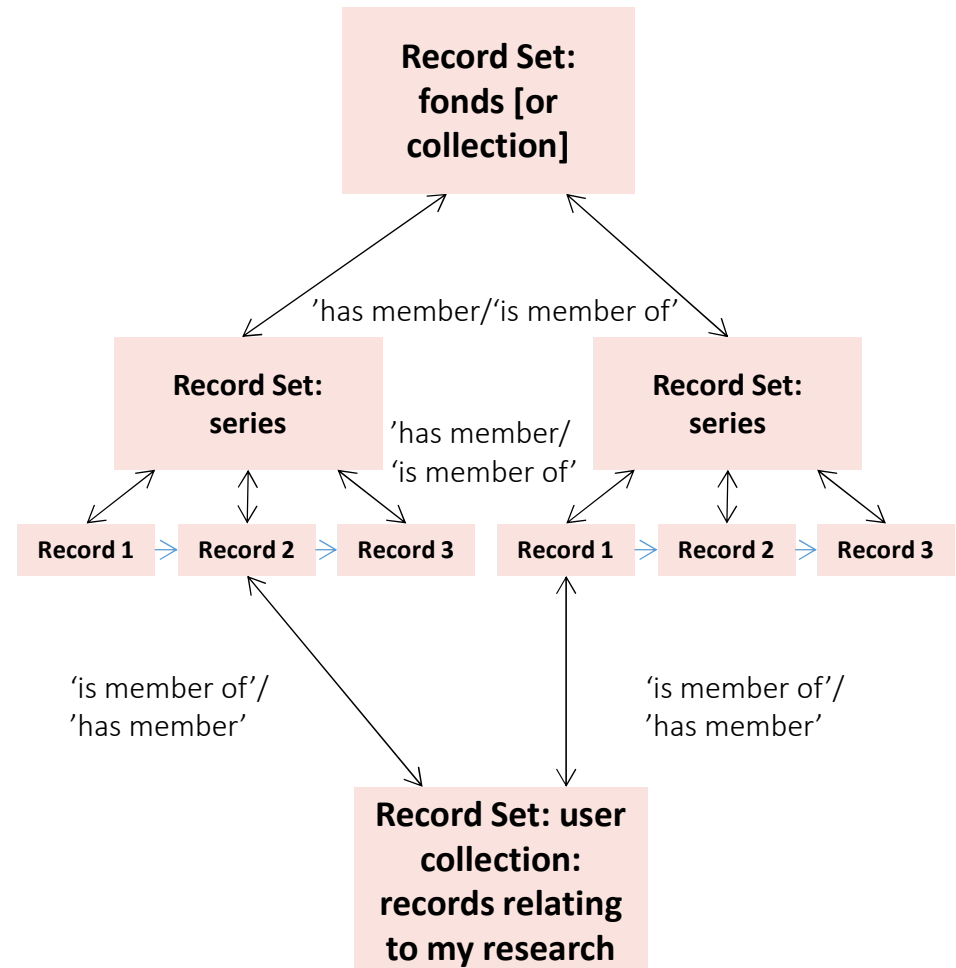 Record Set:
fonds [or
collection]
’has member/‘is member of’
Record Set:
series
Record Set:
series
’has member/
‘is member of’
Record 1
Record 2
Record 3
Record 1
Record 2
Record 3
‘is member of’/
’has member’
‘is member of’/
’has member’
Record Set: user
collection:
records relating
to my research